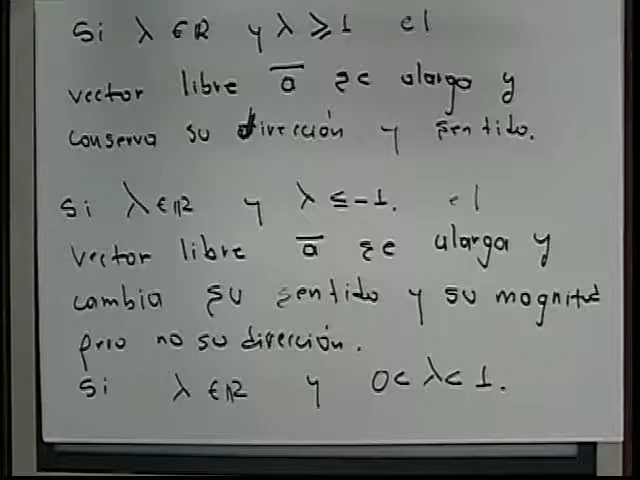 Si λ ∈ ℝ y λ ≥ 1 el
vector libre a̅ se alarga y
conserva su dirección y sentido.
Si λ ∈ ℝ y λ ≤ -1. el
vector libre a̅ se alarga y
cambia su sentido y su magnitud
pero no su dirección.
Si λ ∈ ℝ y 0 < λ < 1.